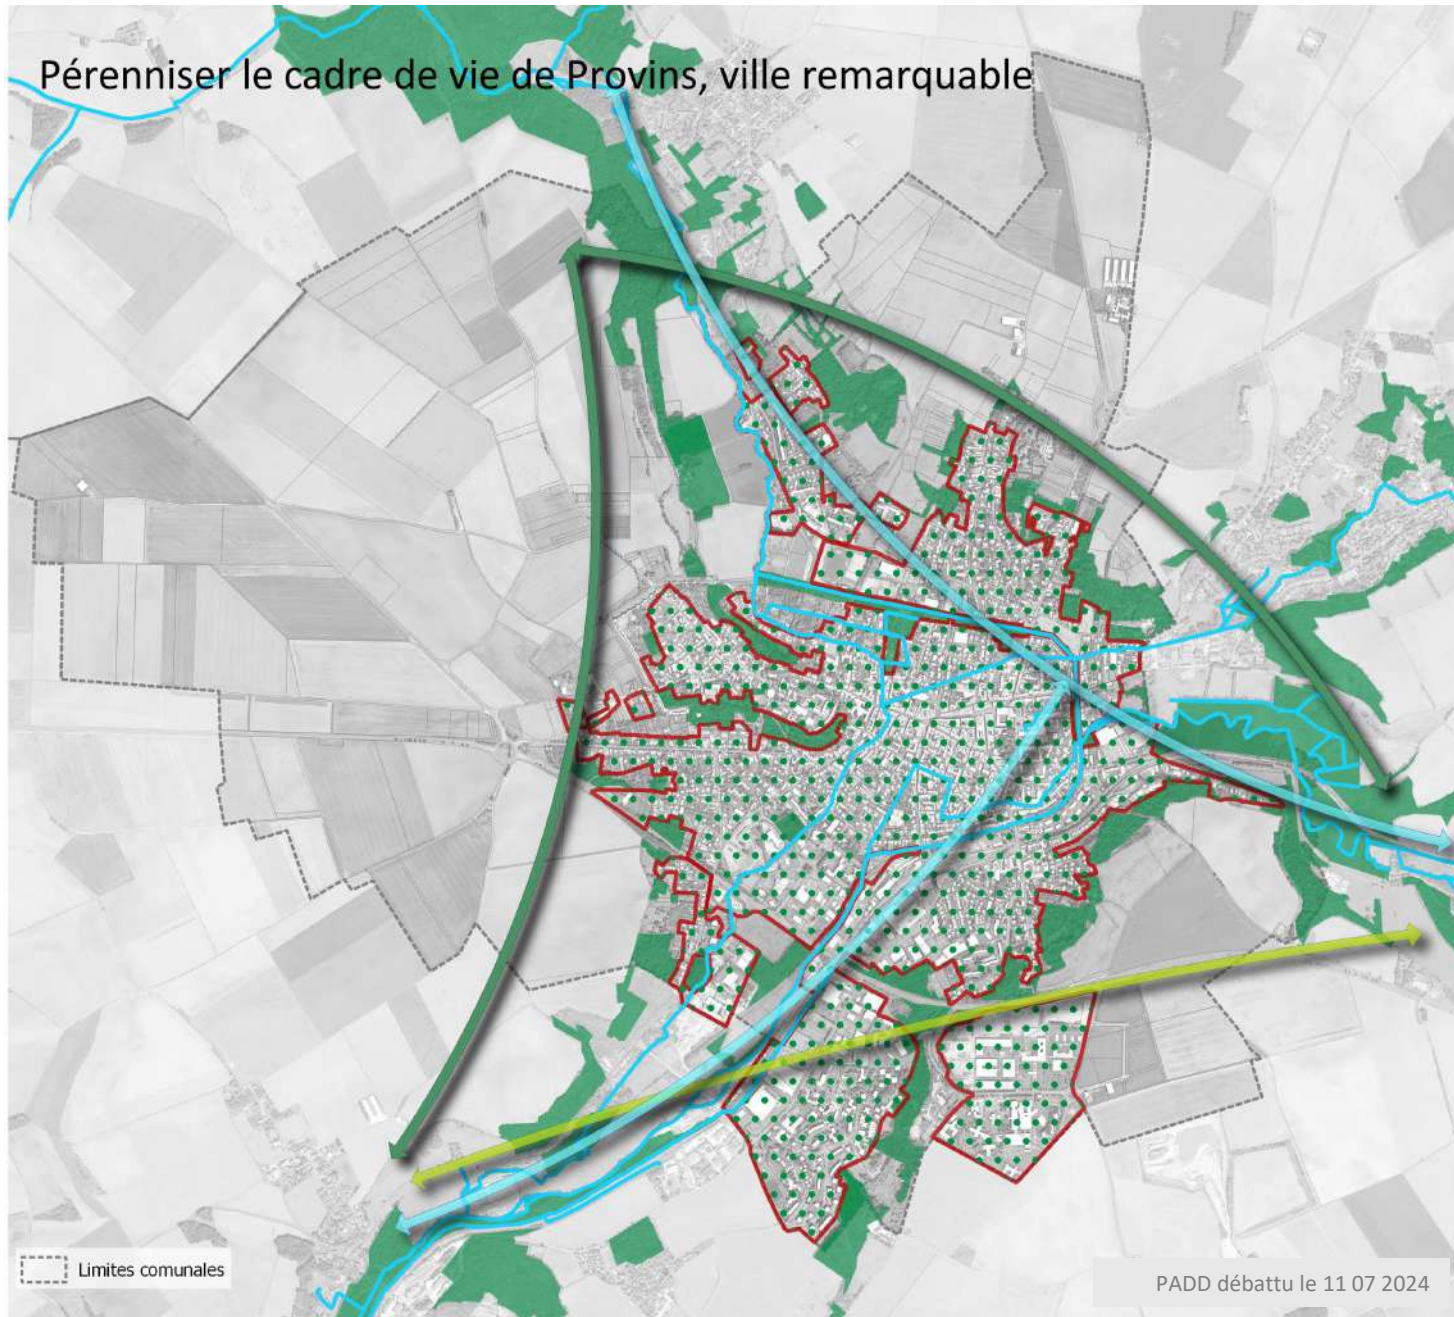 Pérenniser le cadre de vie de Provins, ville remarquable
Limites comunales
PADD débattu le 11 07 2024